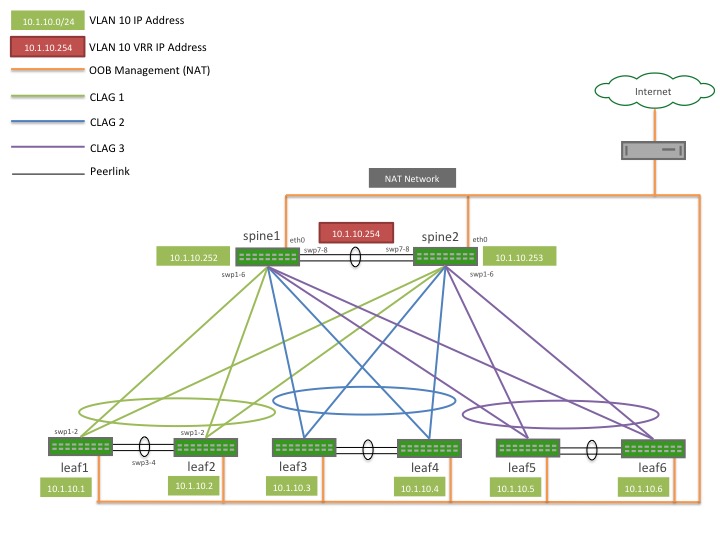 10.1.10.0/24 VLAN 10 IP Address
10.1.10.254 VLAN 10 VRR IP Address
OOB Management (NAT)
CLAG 1
CLAG 2
CLAG 3
Peerlink
Internet
NAT Network
spine1
eth0
10.1.10.254
spine2
eth0
10.1.10.252
swp7-8
swp7-8
10.1.10.253
swp1-6
swp1-6
swp1-2
swp1-2
swp3-4
leaf1
leaf2
leaf3
leaf4
leaf5
leaf6
10.1.10.1
10.1.10.2
10.1.10.3
10.1.10.4
10.1.10.5
10.1.10.6